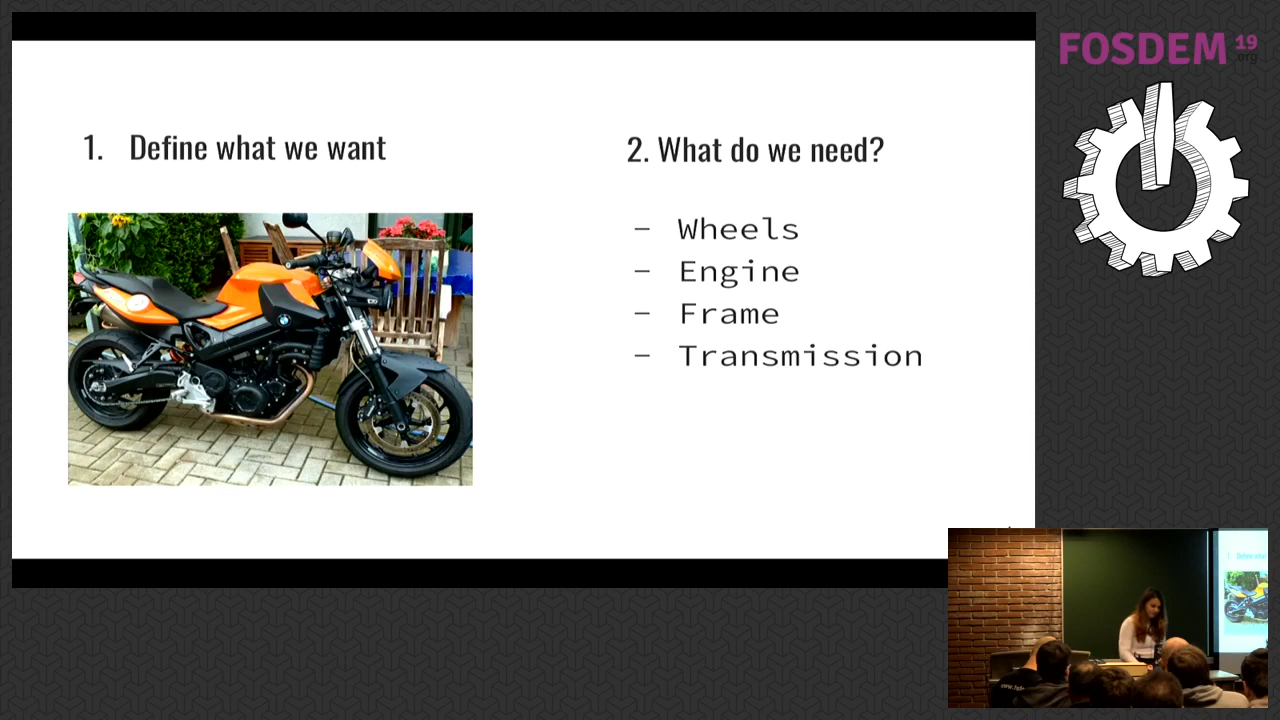 1. Define what we want
2. What do we need?
– Wheels
– Engine
– Frame
– Transmission
FOSDEM 19
.org